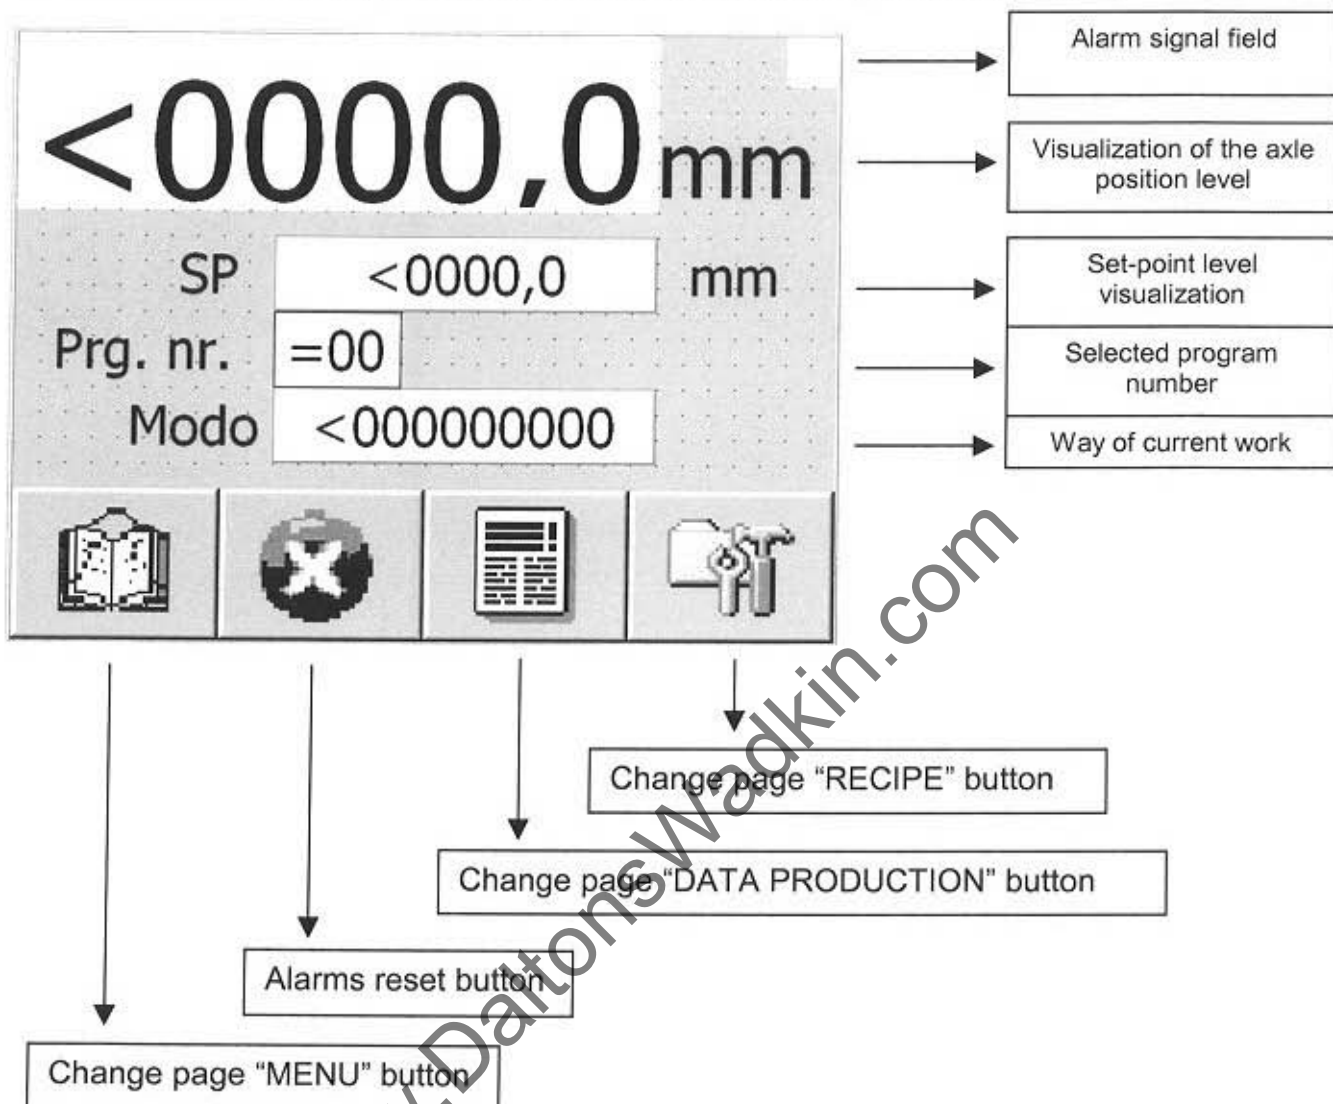 Alarm signal field
<0000,0 mm
Visualization of the axle
position level
SP <0000,0 mm
Set-point level
visualization
Prg. nr. =00
Selected program
number
Modo <000000000
Way of current work
Change page “RECIPE” button
Change page “DATA PRODUCTION” button
Alarms reset button
Change page “MENU” button
.DaltonsWadkin.com